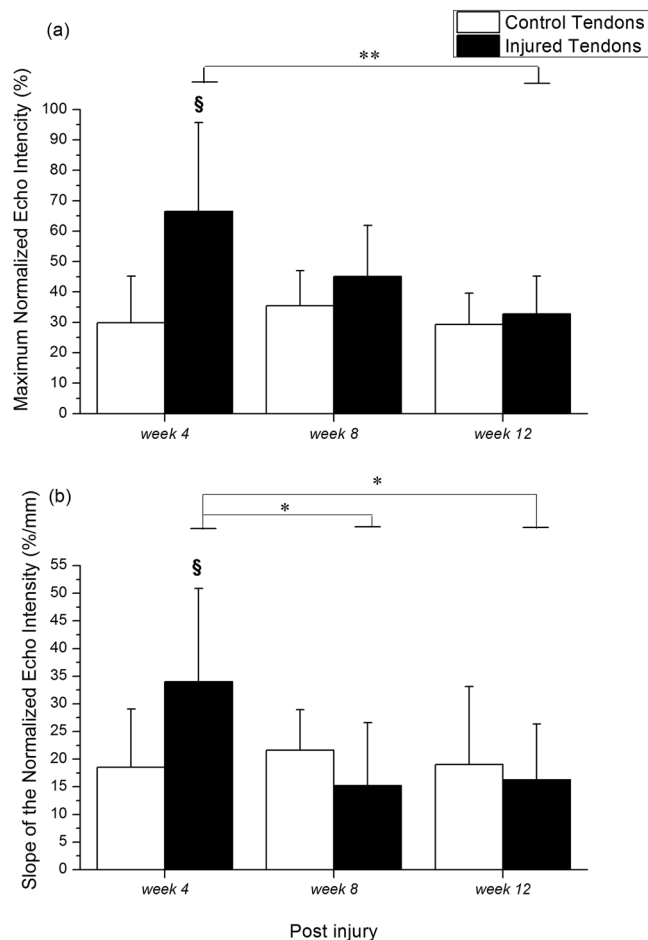 (a)
Control Tendons
Injured Tendons
**
§
Maximum Normalized Echo Intencity (%)
100
90
80
70
60
50
40
30
20
10
0
week 4
week 8
week 12
(b)
*
*
§
Slope of the Normalized Echo Intensity (%/mm)
55
50
45
40
35
30
25
20
15
10
5
0
week 4
week 8
week 12
Post injury